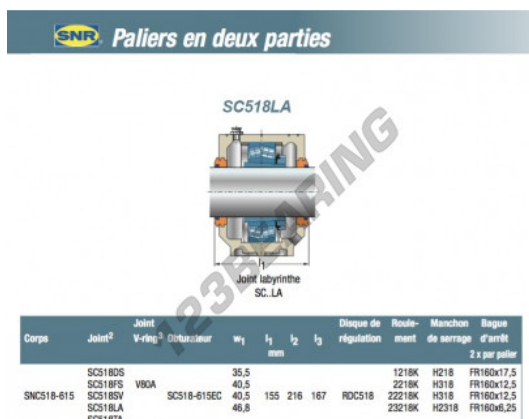 SNR Paliers en deux parties
SC518LA
123BEARING
l1
Joint labyrinthe
SC..LA
Corps Joint2 Joint V-ring3 Obturateur w1 l1 l2 l3 Disque de régulation Roulement Manchon de serrage Bague d'arrêt
mm 2 x par palier
SC518DS 35,5 1218K H218 FR160x17,5
SC518FS V80A 40,5 2218K H318 FR160x12,5
SNC518-615 SC518SV SC518-615EC 40,5 155 216 167 RDC518 22218K H318 FR160x12,5
SC518LA 46,8 23218K H2318 FR160x6,25
SC518TA